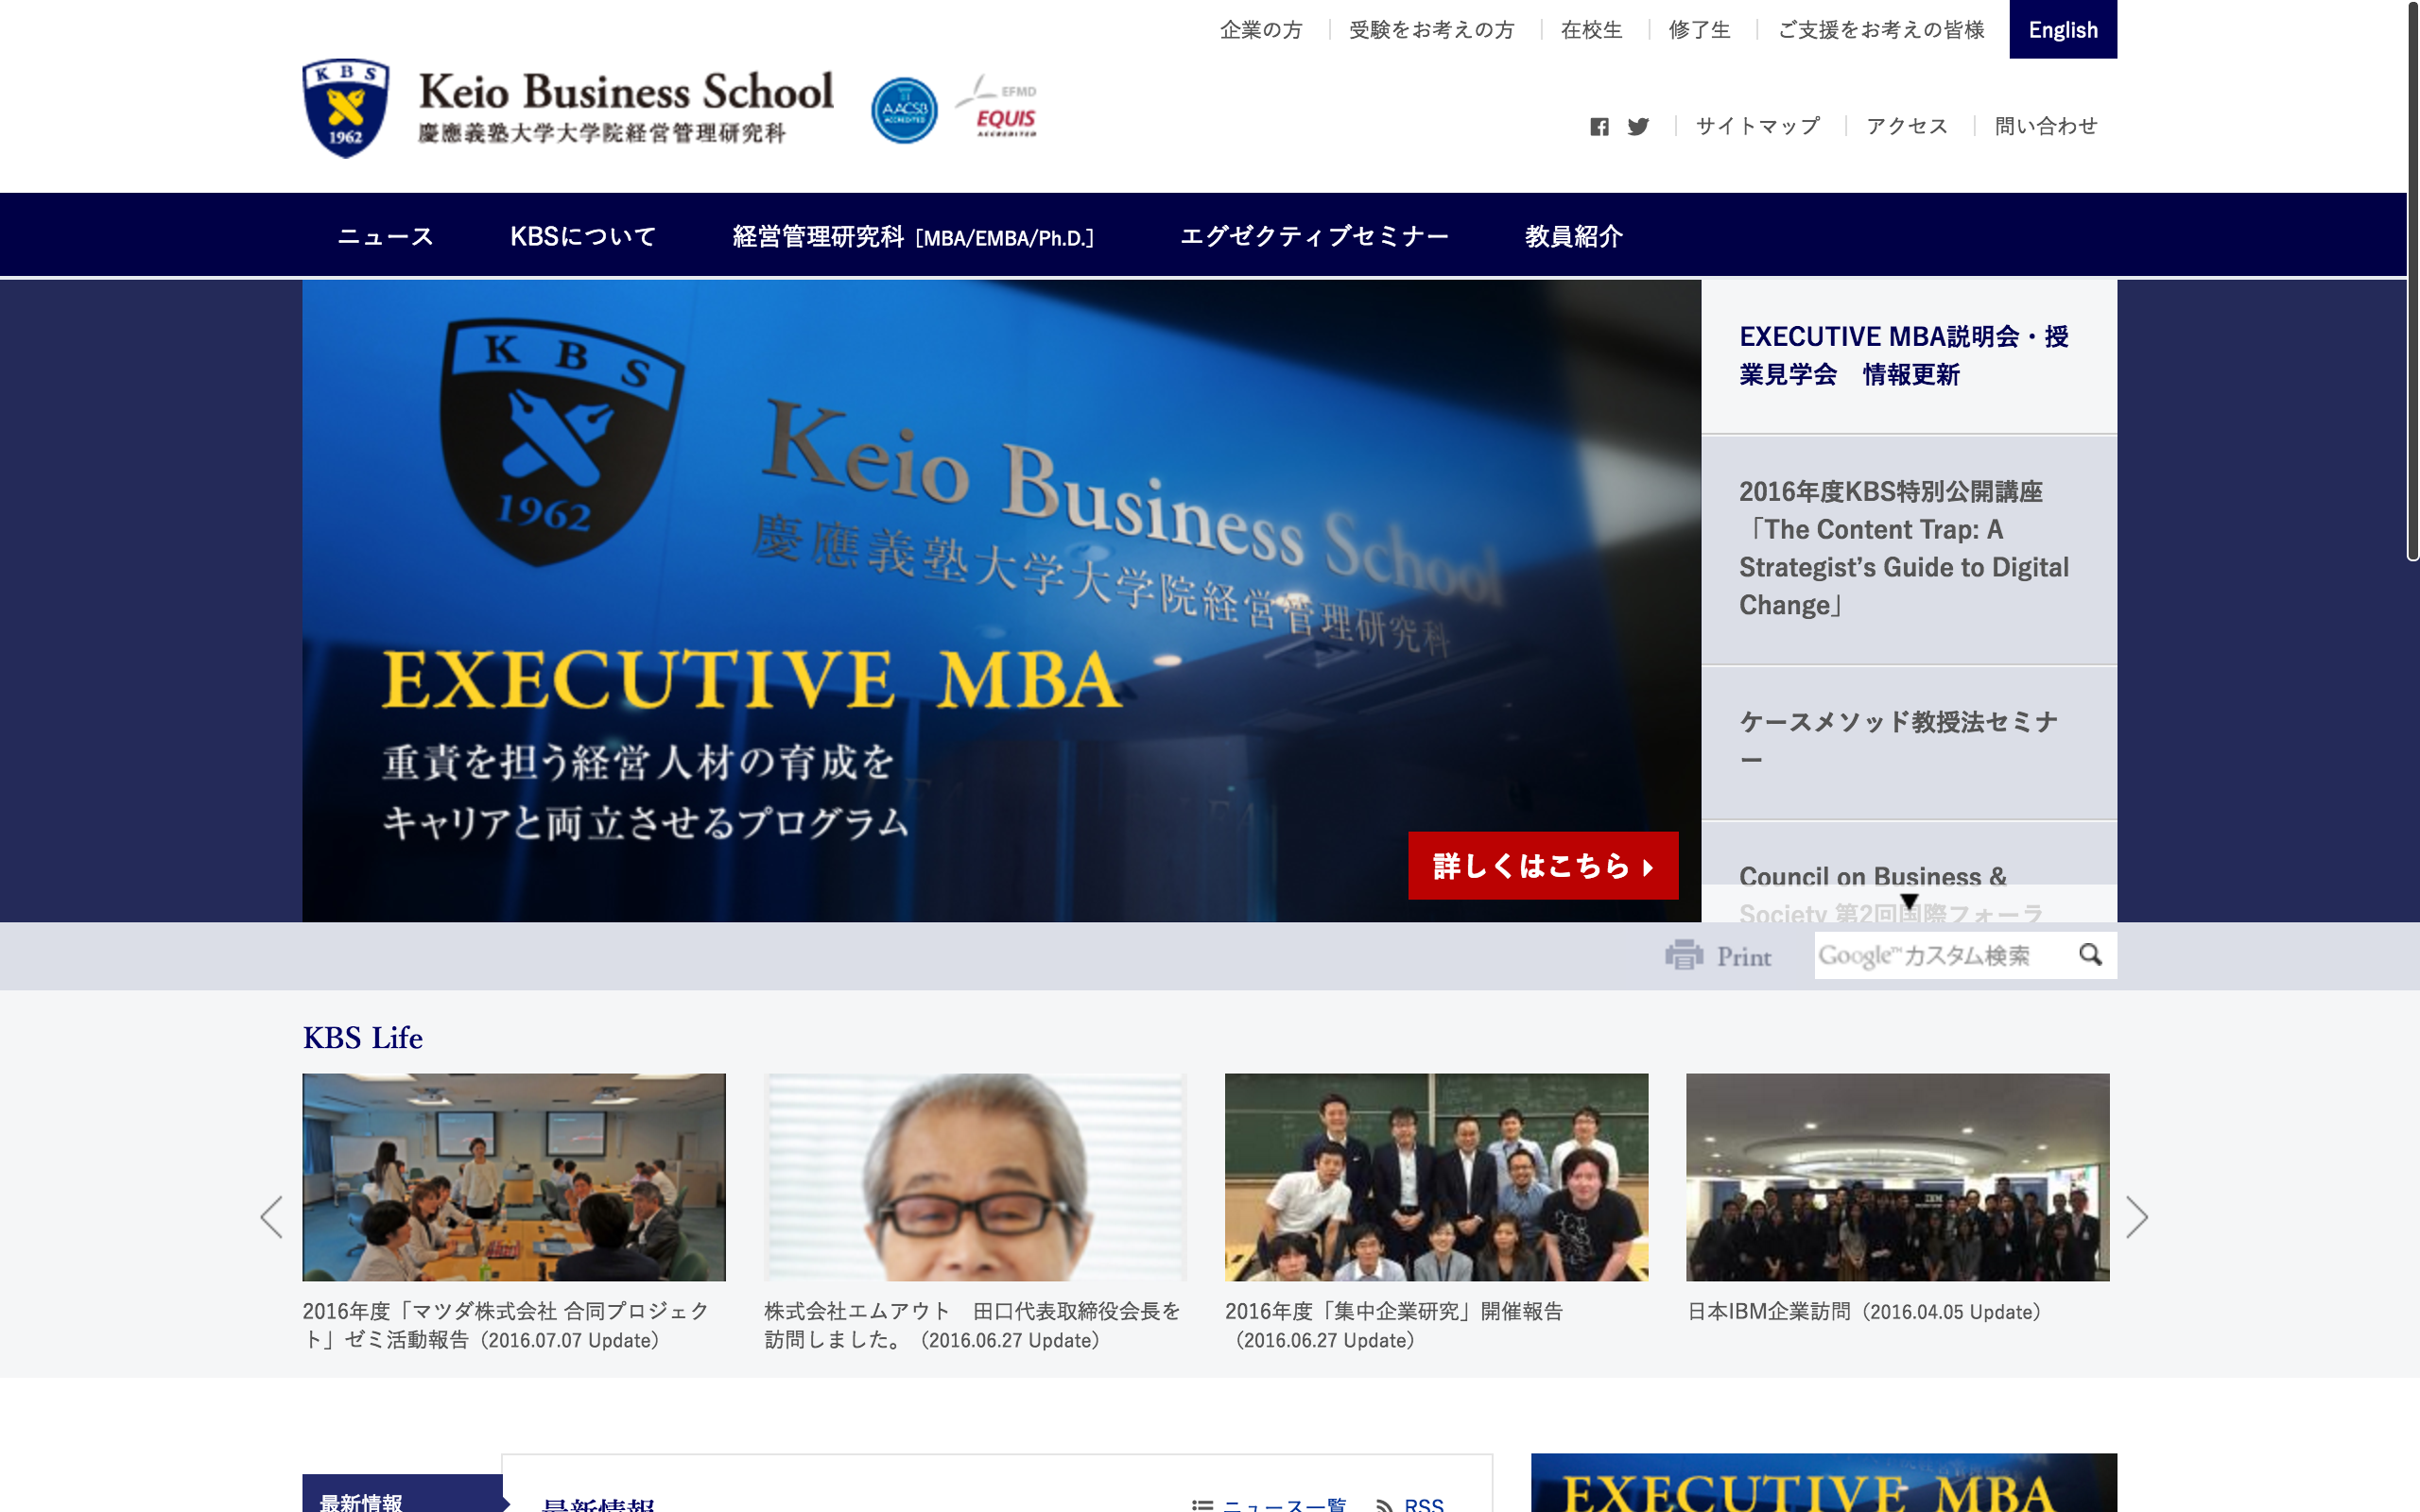 企業の方
受験をお考えの方
在校生
修了生
ご支援をお考えの皆様
English
KBS
1962
Keio Business School
慶應義塾大学大学院経営管理研究科
AACSB
ACCREDITED
EFMD
EQUIS
ACCREDITED
サイトマップ
アクセス
問い合わせ
ニュース
KBSについて
経営管理研究科 [MBA/EMBA/Ph.D.]
エグゼクティブセミナー
教員紹介
KBS
1962
Keio Business School
慶應義塾大学大学院経営管理研究科
EXECUTIVE MBA
重責を担う経営人材の育成を
キャリアと両立させるプログラム
詳しくはこちら
EXECUTIVE MBA説明会・授
業見学会　情報更新
2016年度KBS特別公開講座
「The Content Trap: A
Strategist’s Guide to Digital
Change」
ケースメソッド教授法セミナ
ー
Council on Business &
Society 第2回国際フォーラ
Print
Google™カスタム検索
KBS Life
IBM
2016年度「マツダ株式会社 合同プロジェク
ト」ゼミ活動報告（2016.07.07 Update）
株式会社エムアウト　田口代表取締役会長を
訪問しました。（2016.06.27 Update）
2016年度「集中企業研究」開催報告
（2016.06.27 Update）
日本IBM企業訪問（2016.04.05 Update）
最新情報
最新情報
ニュース一覧
RSS
EXECUTIVE MBA